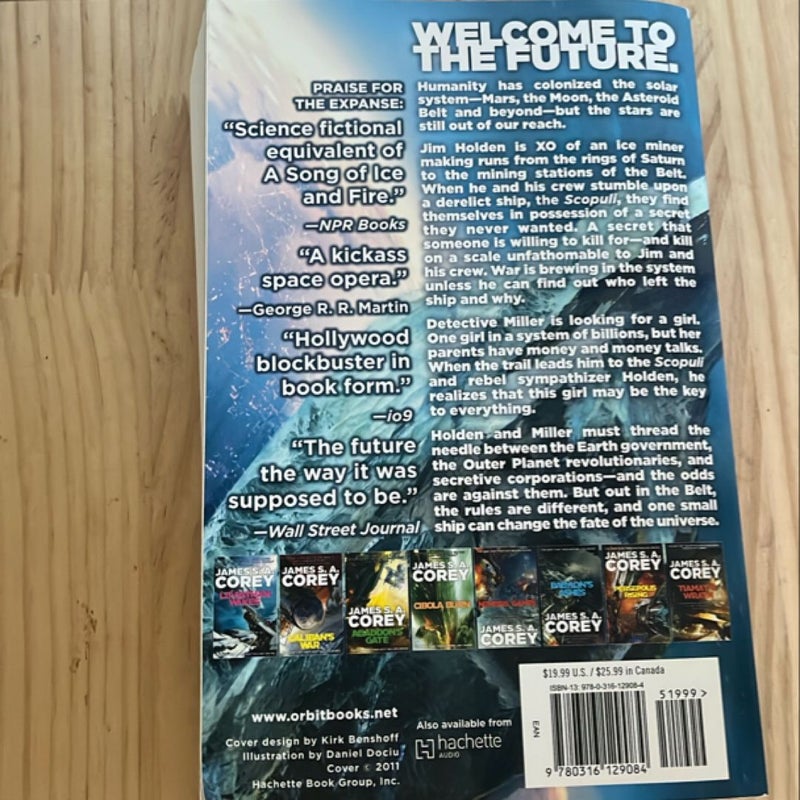 WELCOME TO
THE FUTURE.
PRAISE FOR
THE EXPANSE:
“Science fictional
equivalent of
A Song of Ice
and Fire.”
—NPR Books
“A kickass
space opera.”
—George R. R. Martin
“Hollywood
blockbuster in
book form.”
—io9
“The future
the way it was
supposed to be.”
—Wall Street Journal
Humanity has colonized the solar
system—Mars, the Moon, the Asteroid
Belt and beyond—but the stars are
still out of our reach.
Jim Holden is XO of an ice miner
making runs from the rings of Saturn
to the mining stations of the Belt.
When he and his crew stumble upon
a derelict ship, the Scopuli, they find
themselves in possession of a secret
they never wanted. A secret that
someone is willing to kill for—and kill
on a scale unfathomable to Jim and
his crew. War is brewing in the system
unless he can find out who left the
ship and why.
Detective Miller is looking for a girl.
One girl in a system of billions, but her
parents have money and money talks.
When the trail leads him to the Scopuli
and rebel sympathizer Holden, he
realizes that this girl may be the key
to everything.
Holden and Miller must thread the
needle between the Earth government,
the Outer Planet revolutionaries, and
secretive corporations—and the odds
are against them. But out in the Belt,
the rules are different, and one small
ship can change the fate of the universe.
JAMES S. A.
COREY
LEVIATHAN
WAKES
JAMES S. A.
COREY
CALIBAN'S
WAR
JAMES S. A.
COREY
ABADDON'S
GATE
JAMES S. A.
COREY
CIBOLA BURN
NEMESIS GAMES
JAMES S. A.
COREY
BABYLON'S
ASHES
JAMES S. A.
COREY
JAMES S. A.
COREY
PERSEPOLIS
RISING
JAMES S. A.
COREY
TIAMAT'S
WRATH
www.orbitbooks.net
Cover design by Kirk Benshoff
Illustration by Daniel Dociu
Cover © 2011
Hachette Book Group, Inc.
Also available from
hachette
AUDIO
$19.99 U.S. / $25.99 in Canada
ISBN-13: 978-0-316-12908-4
51999>
EAN
9 780316 129084